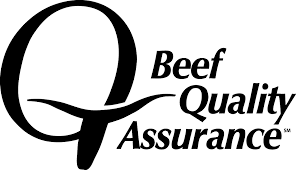 Q
Beef
Quality
Assurance℠